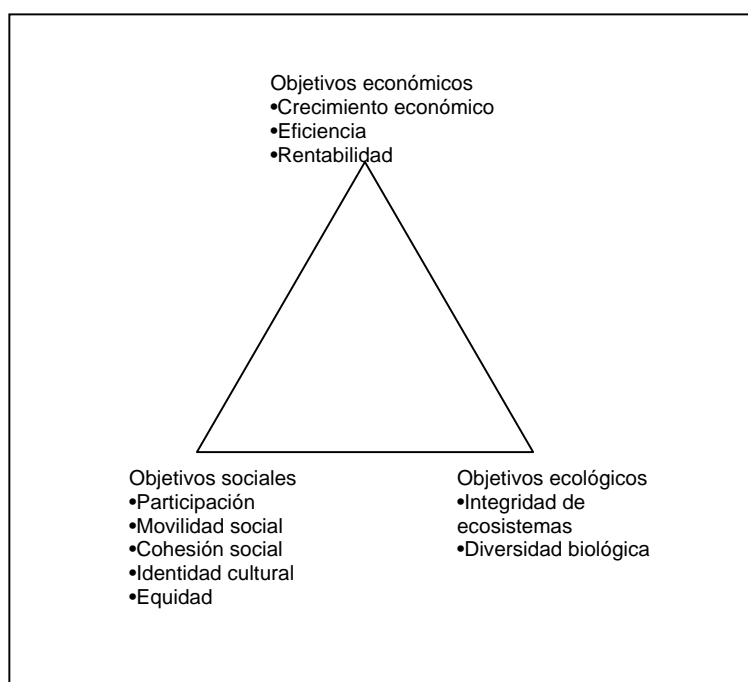 Objetivos económicos
•Crecimiento económico
•Eficiencia
•Rentabilidad
Objetivos sociales
•Participación
•Movilidad social
•Cohesión social
•Identidad cultural
•Equidad
Objetivos ecológicos
•Integridad de
ecosistemas
•Diversidad biológica